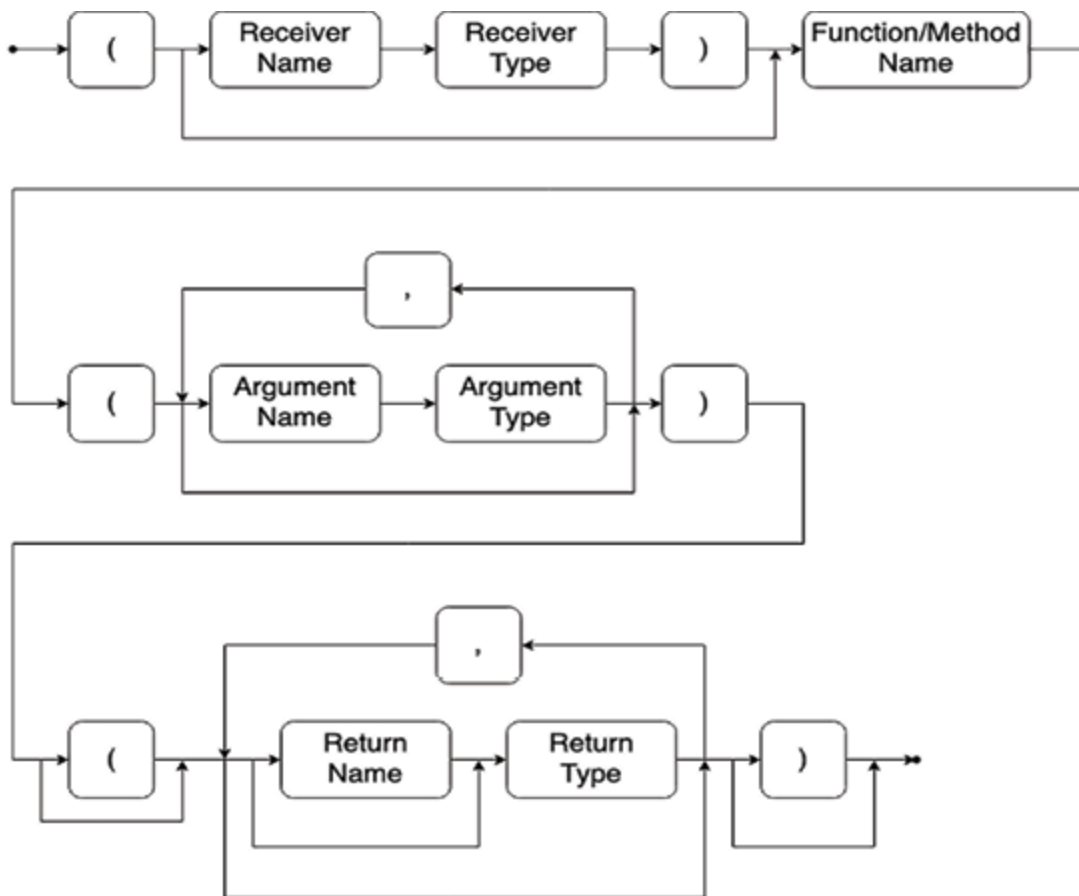 (
Receiver
Name
Receiver
Type
)
Function/Method
Name
,
(
Argument
Name
Argument
Type
)
,
(
Return
Name
Return
Type
)